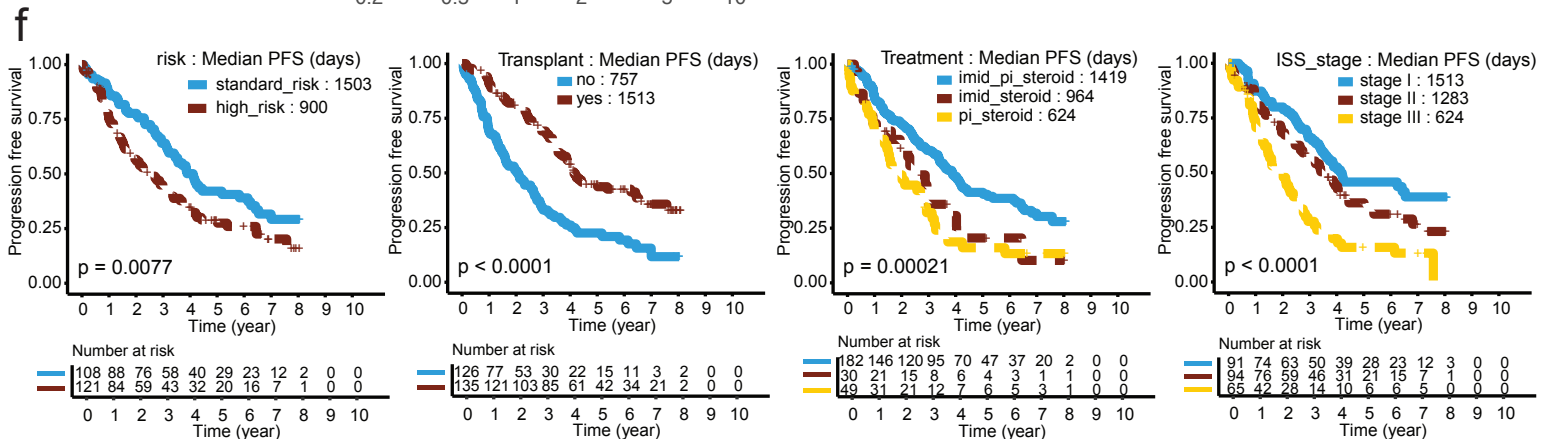 0.2 0.5 1 2 5 10
f
risk : Median PFS (days)
standard_risk : 1503
high_risk : 900
Progression free survival
1.00
0.75
0.50
0.25
0.00
p = 0.0077
0 1 2 3 4 5 6 7 8 9 10
Time (year)
Number at risk
108 88 76 58 40 29 23 12 2 0 0
121 84 59 43 32 20 16 7 1 0 0
0 1 2 3 4 5 6 7 8 9 10
Time (year)
Transplant : Median PFS (days)
no : 757
yes : 1513
Progression free survival
1.00
0.75
0.50
0.25
0.00
p < 0.0001
0 1 2 3 4 5 6 7 8 9 10
Time (year)
Number at risk
126 77 53 30 22 15 11 3 2 0 0
135 121 103 85 61 42 34 21 2 0 0
0 1 2 3 4 5 6 7 8 9 10
Time (year)
Treatment : Median PFS (days)
imid_pi_steroid : 1419
imid_steroid : 964
pi_steroid : 624
Progression free survival
1.00
0.75
0.50
0.25
0.00
p = 0.00021
0 1 2 3 4 5 6 7 8 9 10
Time (year)
Number at risk
182 146 120 95 70 47 37 20 2 0 0
30 21 15 8 6 4 3 1 1 0 0
49 31 21 12 7 6 5 3 1 0 0
0 1 2 3 4 5 6 7 8 9 10
Time (year)
ISS_stage : Median PFS (days)
stage I : 1513
stage II : 1283
stage III : 624
Progression free survival
1.00
0.75
0.50
0.25
0.00
p < 0.0001
0 1 2 3 4 5 6 7 8 9 10
Time (year)
Number at risk
91 74 63 50 39 28 23 12 3 0 0
94 76 59 46 31 21 15 7 1 0 0
65 42 28 14 10 6 6 5 0 0 0
0 1 2 3 4 5 6 7 8 9 10
Time (year)